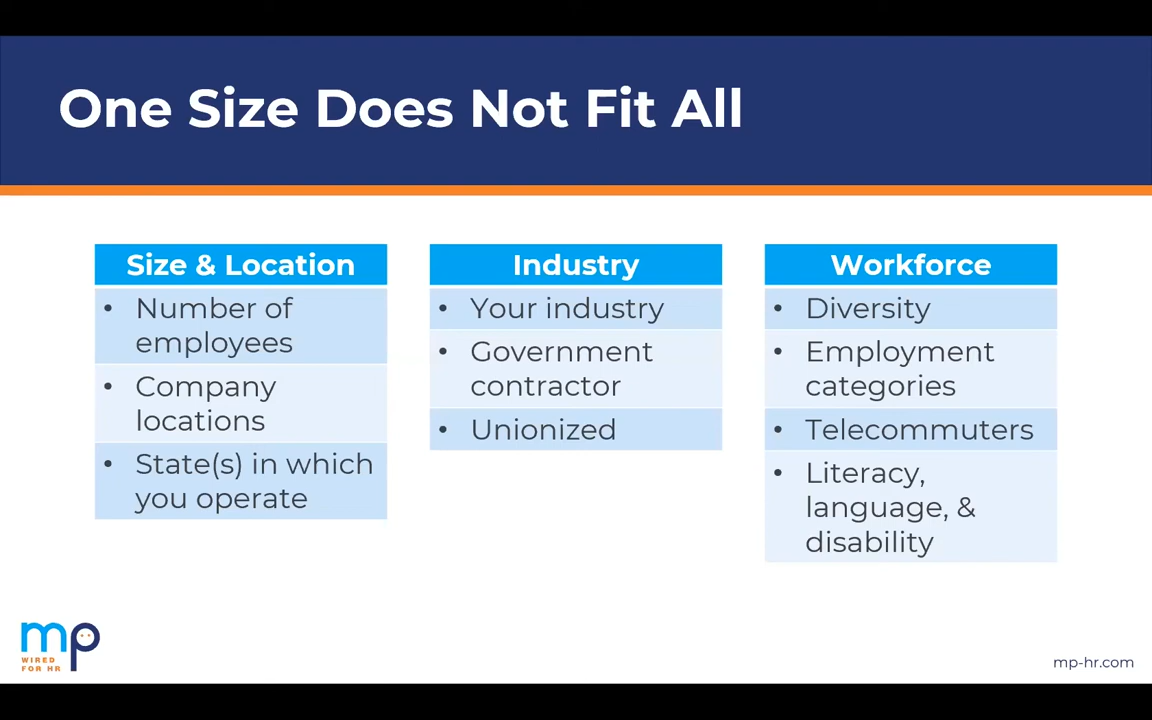 One Size Does Not Fit All
Size & Location
• Number of
employees
• Company
locations
• State(s) in which
you operate
Industry
• Your industry
• Government
contractor
• Unionized
Workforce
• Diversity
• Employment
categories
• Telecommuters
• Literacy,
language, &
disability
mp
WIRED
FOR HR
mp-hr.com